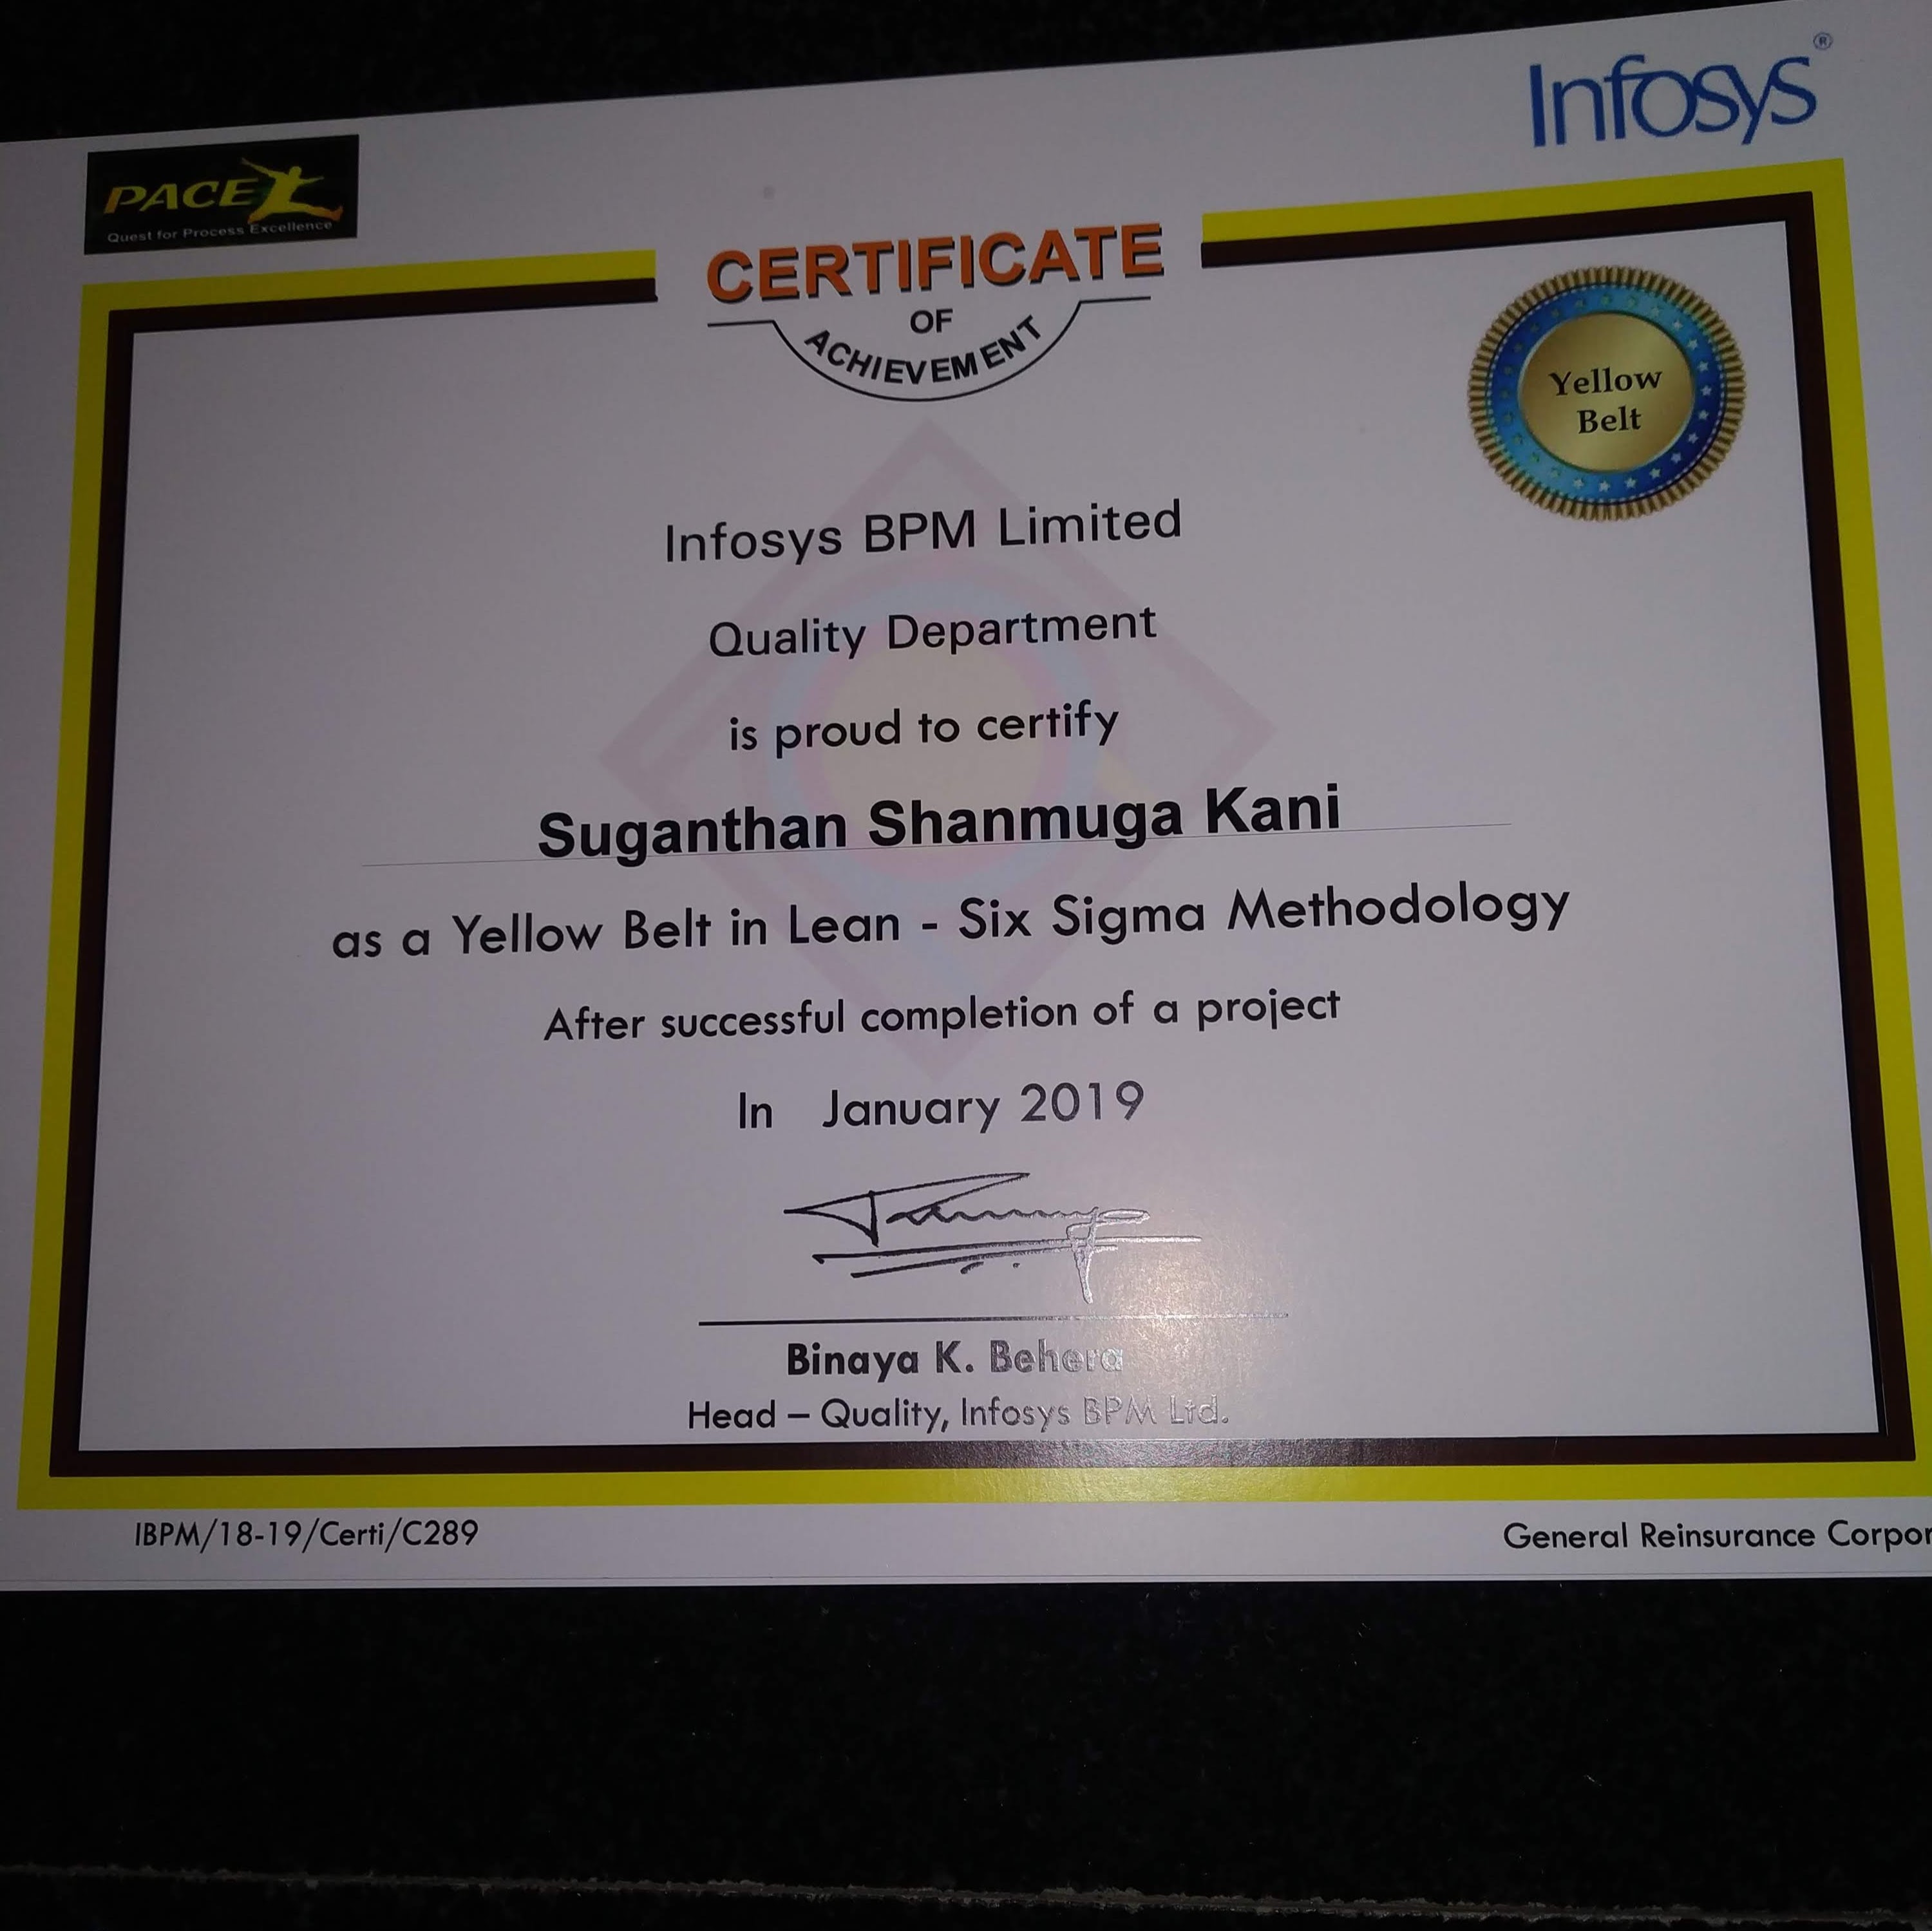 Infosys®
PACE
Quest for Process Excellence
CERTIFICATE
OF
ACHIEVEMENT
Yellow
Belt
Infosys BPM Limited
Quality Department
is proud to certify
Suganthan Shanmuga Kani
as a Yellow Belt in Lean - Six Sigma Methodology
After successful completion of a project
In January 2019
Binaya K. Behera
Head – Quality, Infosys BPM Ltd.
IBPM/18-19/Certi/C289
General Reinsurance Corpor